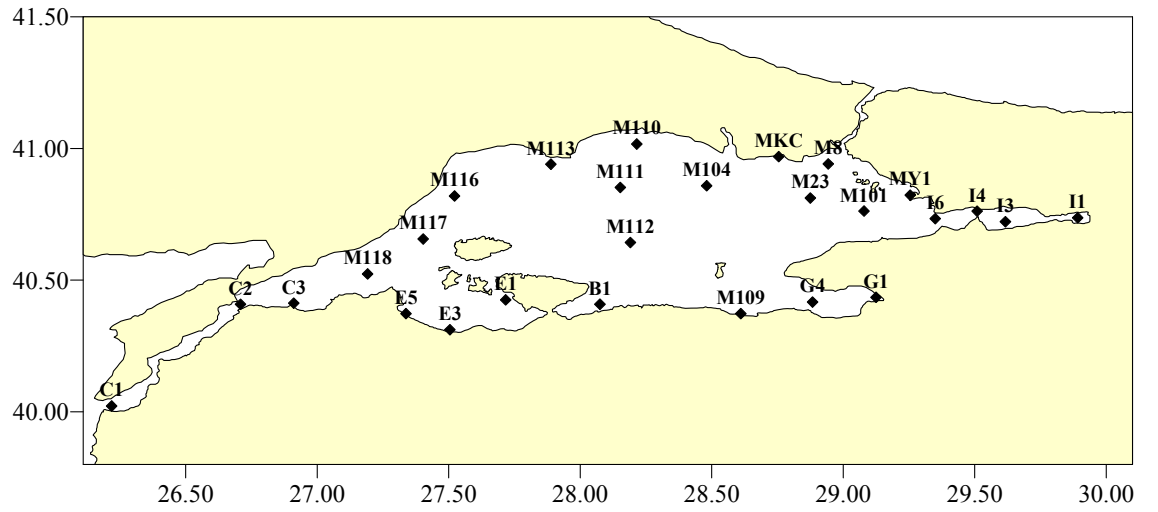 41.50
M110
41.00
M113
MKC
M8
M116
M111
M104
M23
MY1
M101
I6
I4
I3
I1
M117
M112
M118
40.50
C2
C3
E5
E3
E1
B1
M109
G4
G1
C1
40.00
26.50 27.00 27.50 28.00 28.50 29.00 29.50 30.00